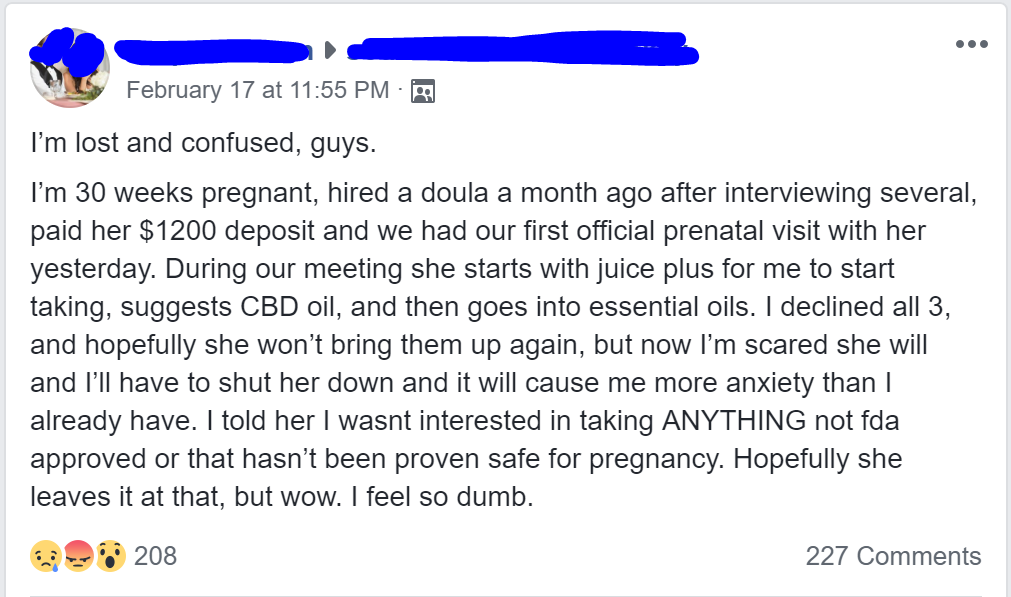 February 17 at 11:55 PM ·
I'm lost and confused, guys.
I'm 30 weeks pregnant, hired a doula a month ago after interviewing several,
paid her $1200 deposit and we had our first official prenatal visit with her
yesterday. During our meeting she starts with juice plus for me to start
taking, suggests CBD oil, and then goes into essential oils. I declined all 3,
and hopefully she won't bring them up again, but now I'm scared she will
and I'll have to shut her down and it will cause me more anxiety than I
already have. I told her I wasnt interested in taking ANYTHING not fda
approved or that hasn't been proven safe for pregnancy. Hopefully she
leaves it at that, but wow. I feel so dumb.
208 227 Comments